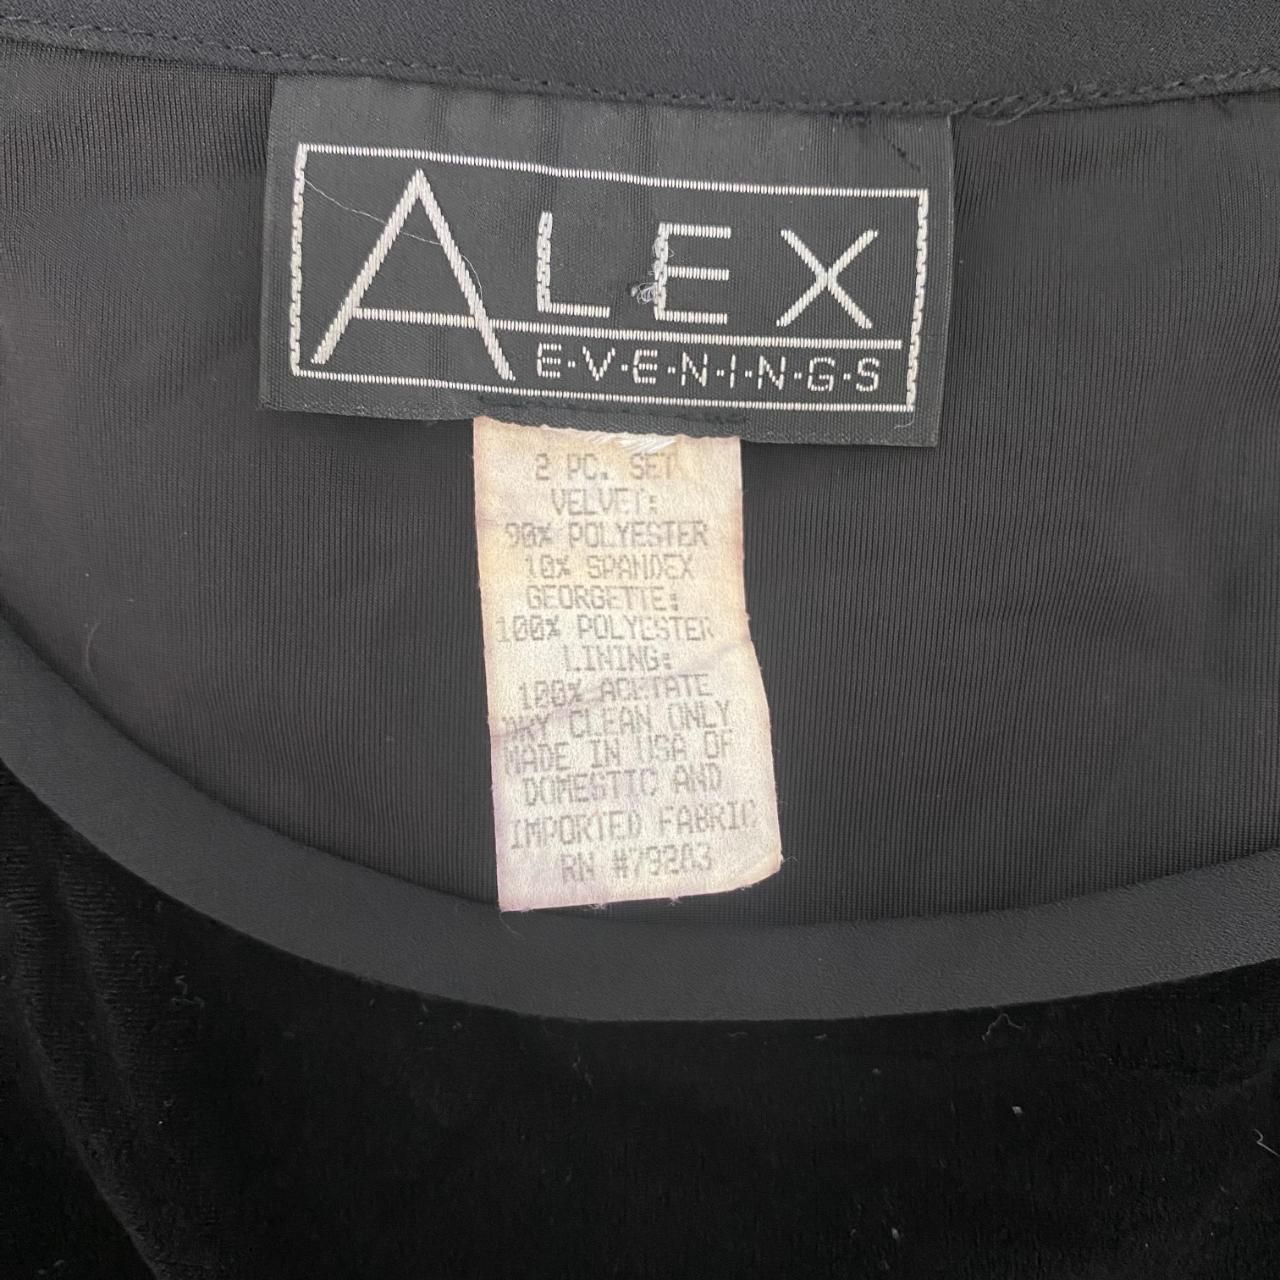 ALEX
E·V·E·N·I·N·G·S
2 PC. SET
VELVET:
90% POLYESTER
10% SPANDEX
GEORGETTE:
100% POLYESTER
LINING:
100% ACETATE
DRY CLEAN ONLY
MADE IN USA OF
DOMESTIC AND
IMPORTED FABRIC
RN #79283